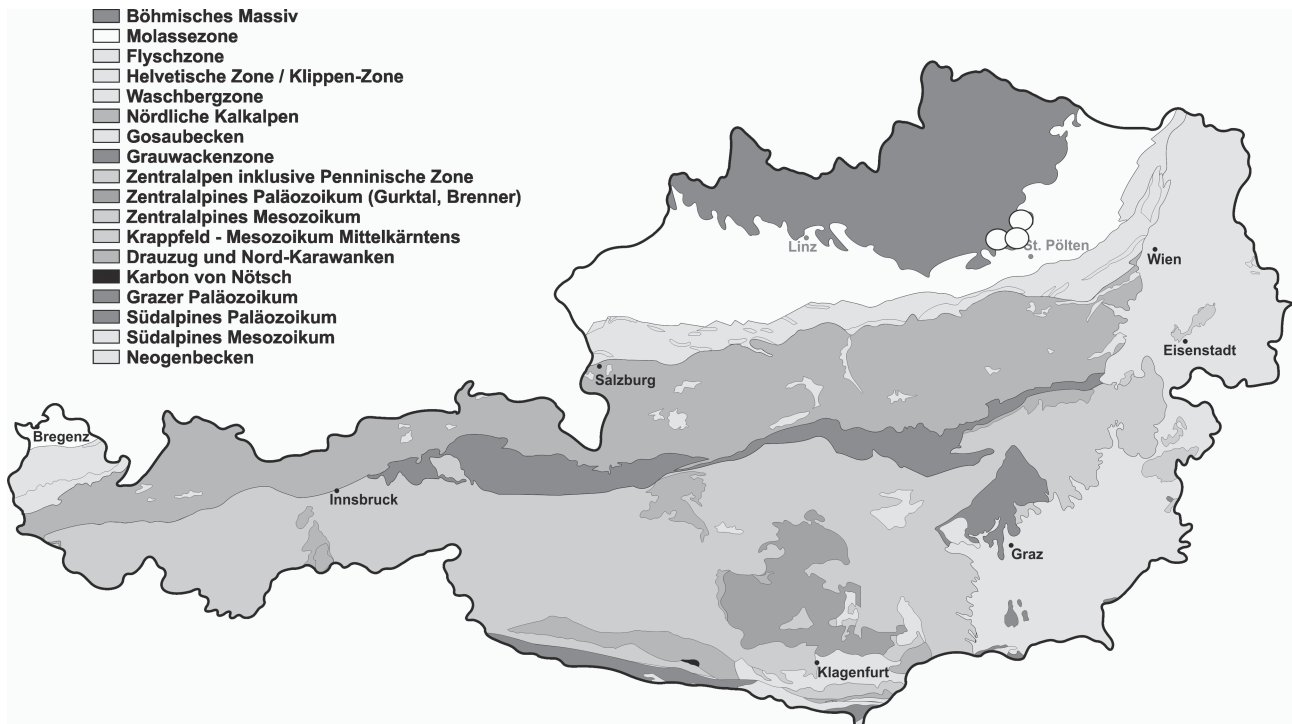 Böhmisches Massiv
Molassezone
Flyschzone
Helvetische Zone / Klippen-Zone
Waschbergzone
Nördliche Kalkalpen
Gosaubecken
Grauwackenzone
Zentralalpen inklusive Penninische Zone
Zentralalpines Paläozoikum (Gurktal, Brenner)
Zentralalpines Mesozoikum
Krappfeld - Mesozoikum Mittelkärntens
Drauzug und Nord-Karawanken
Karbon von Nötsch
Grazer Paläozoikum
Südalpines Paläozoikum
Südalpines Mesozoikum
Neogenbecken
Linz
St. Pölten
Wien
Eisenstadt
Salzburg
Bregenz
Innsbruck
Graz
Klagenfurt